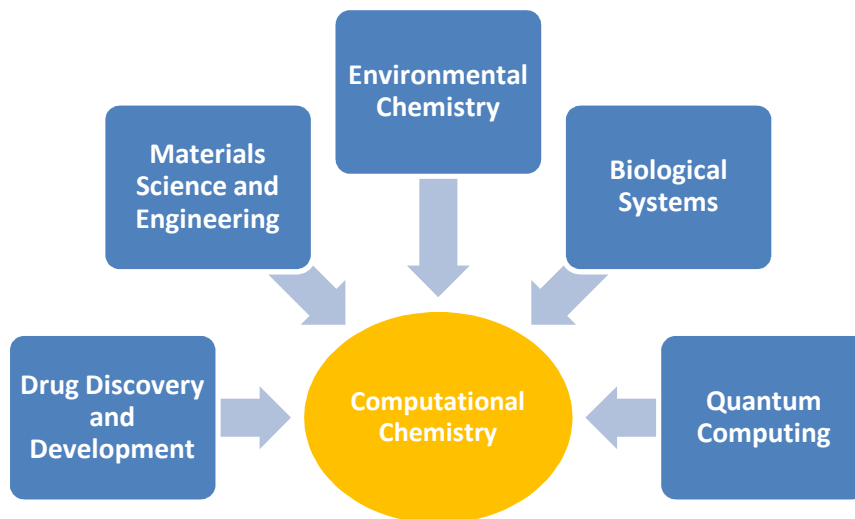 Environmental
Chemistry
Materials
Science and
Engineering
Biological
Systems
Drug Discovery
and
Development
Computational
Chemistry
Quantum
Computing